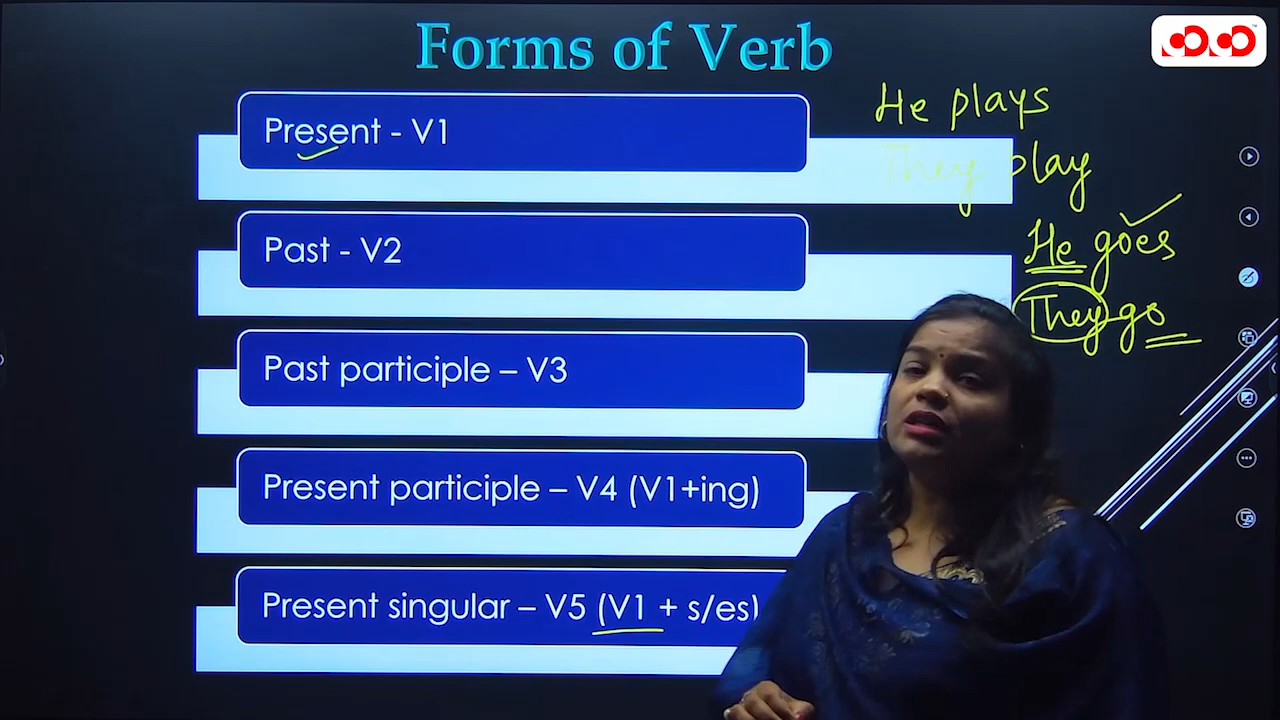 Forms of Verb
Present - V1
Past - V2
Past participle – V3
Present participle – V4 (V1+ing)
Present singular – V5 (V1 + s/es)
He plays
They play
He goes
They go